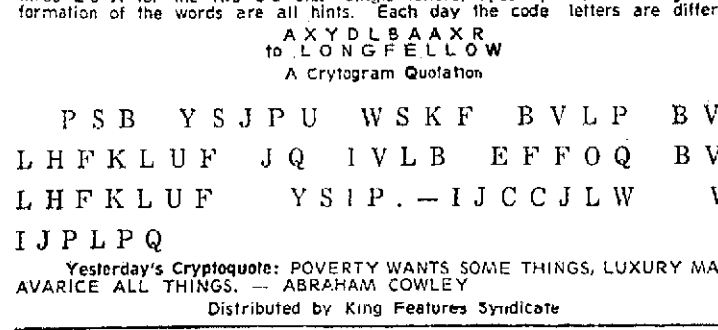 formation of the words are all hints. Each day the code letters are differ
A X Y D L B A A X R
to L O N G F E L L O W
A Crytogram Quotation
P S B Y S J P U W S K F B V L P B V
L H F K L U F J Q I V L B E F F O Q B V
L H F K L U F Y S I P . — I J C C J L W V
I J P L P Q
Yesterday's Cryptoquote: POVERTY WANTS SOME THINGS, LUXURY MA
AVARICE ALL THINGS. — ABRAHAM COWLEY
Distributed by King Features Syndicate